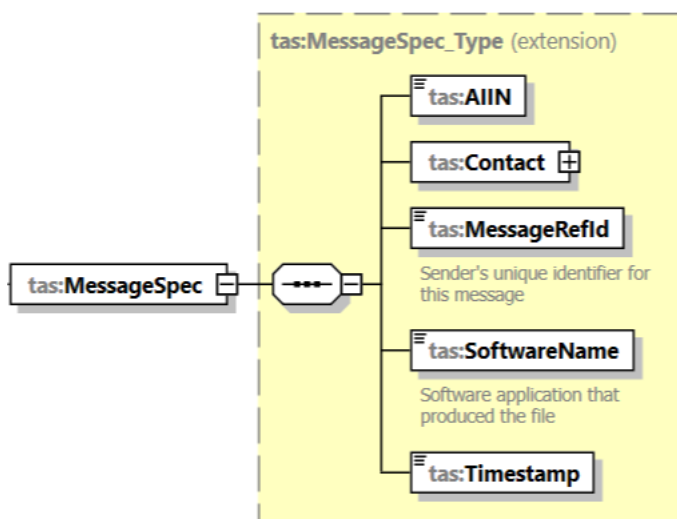 tas:MessageSpec_Type (extension)
tas:AIIN
tas:Contact
tas:MessageRefId
Sender's unique identifier for
this message
tas:MessageSpec
tas:SoftwareName
Software application that
produced the file
tas:Timestamp